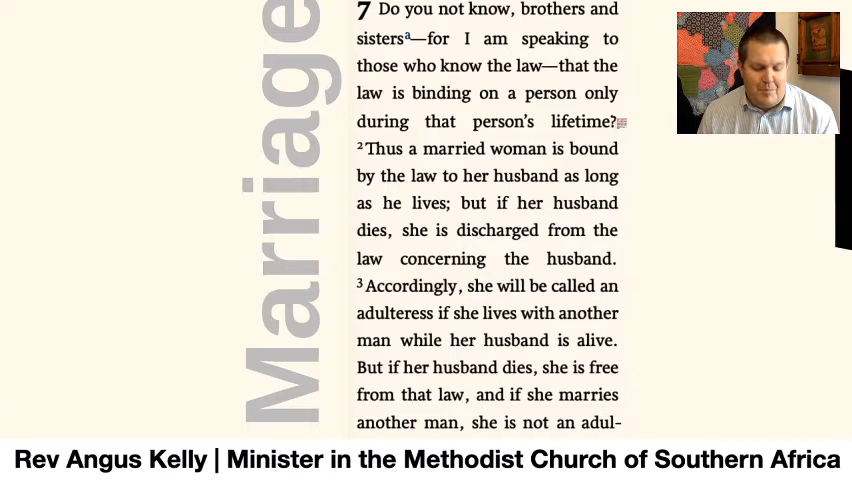 Marriage
7 Do you not know, brothers and
sistersᵃ—for I am speaking to
those who know the law—that the
law is binding on a person only
during that person's lifetime?
²Thus a married woman is bound
by the law to her husband as long
as he lives; but if her husband
dies, she is discharged from the
law concerning the husband.
³Accordingly, she will be called an
adulteress if she lives with another
man while her husband is alive.
But if her husband dies, she is free
from that law, and if she marries
another man, she is not an adul-
Rev Angus Kelly | Minister in the Methodist Church of Southern Africa